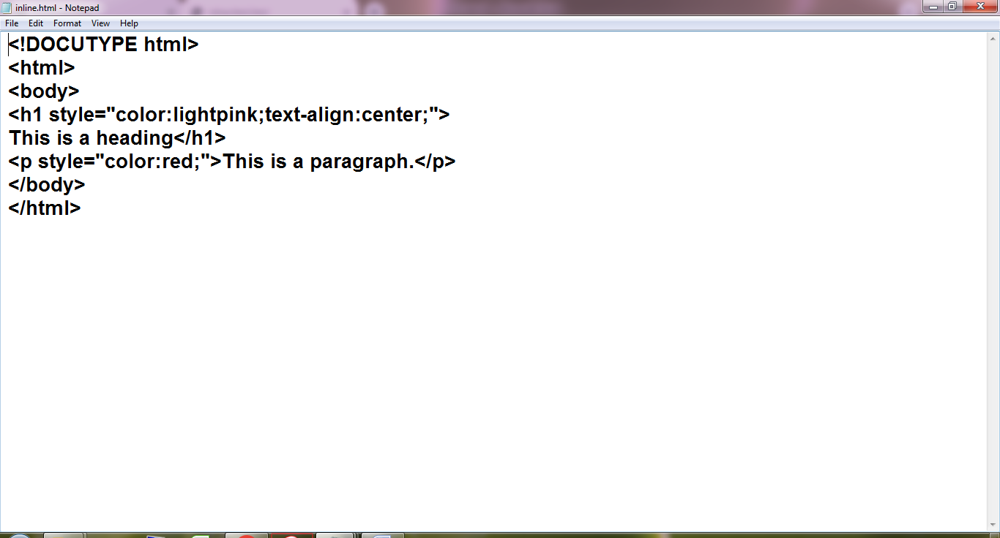 inline.html - Notepad
File Edit Format View Help
<!DOCUTYPE html>
<html>
<body>
<h1 style="color:lightpink;text-align:center;">
This is a heading</h1>
<p style="color:red;">This is a paragraph.</p>
</body>
</html>